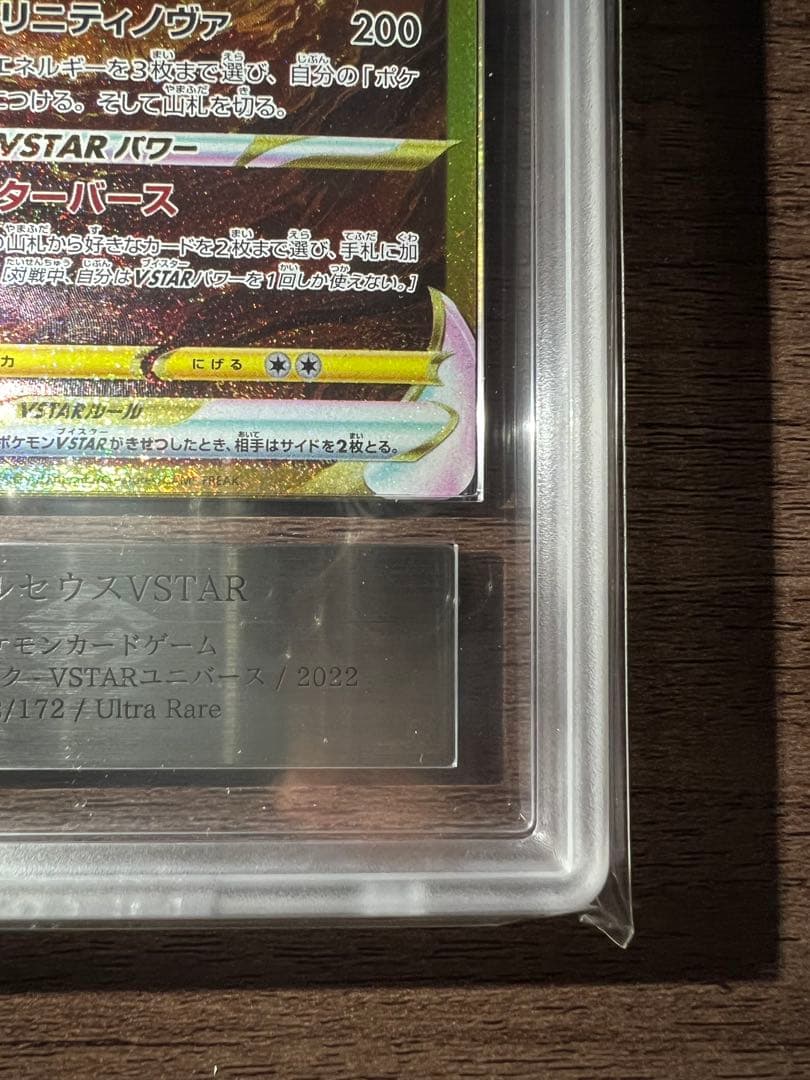 リニティノヴァ 200
エネルギーを3枚まで選び、自分の「ポケ
につける。そして山札を切る。
VSTARパワー
ターバース
の山札から好きなカードを2枚まで選び、手札に加
[対戦中、自分はVSTARパワーを1回しか使えない。]
力 にげる
VSTARルール
ポケモンVSTARがきぜつしたとき、相手はサイドを2枚とる。
GAME FREAK
ルセウスVSTAR
ケモンカードゲーム
ク - VSTARユニバース / 2022
/172 / Ultra Rare